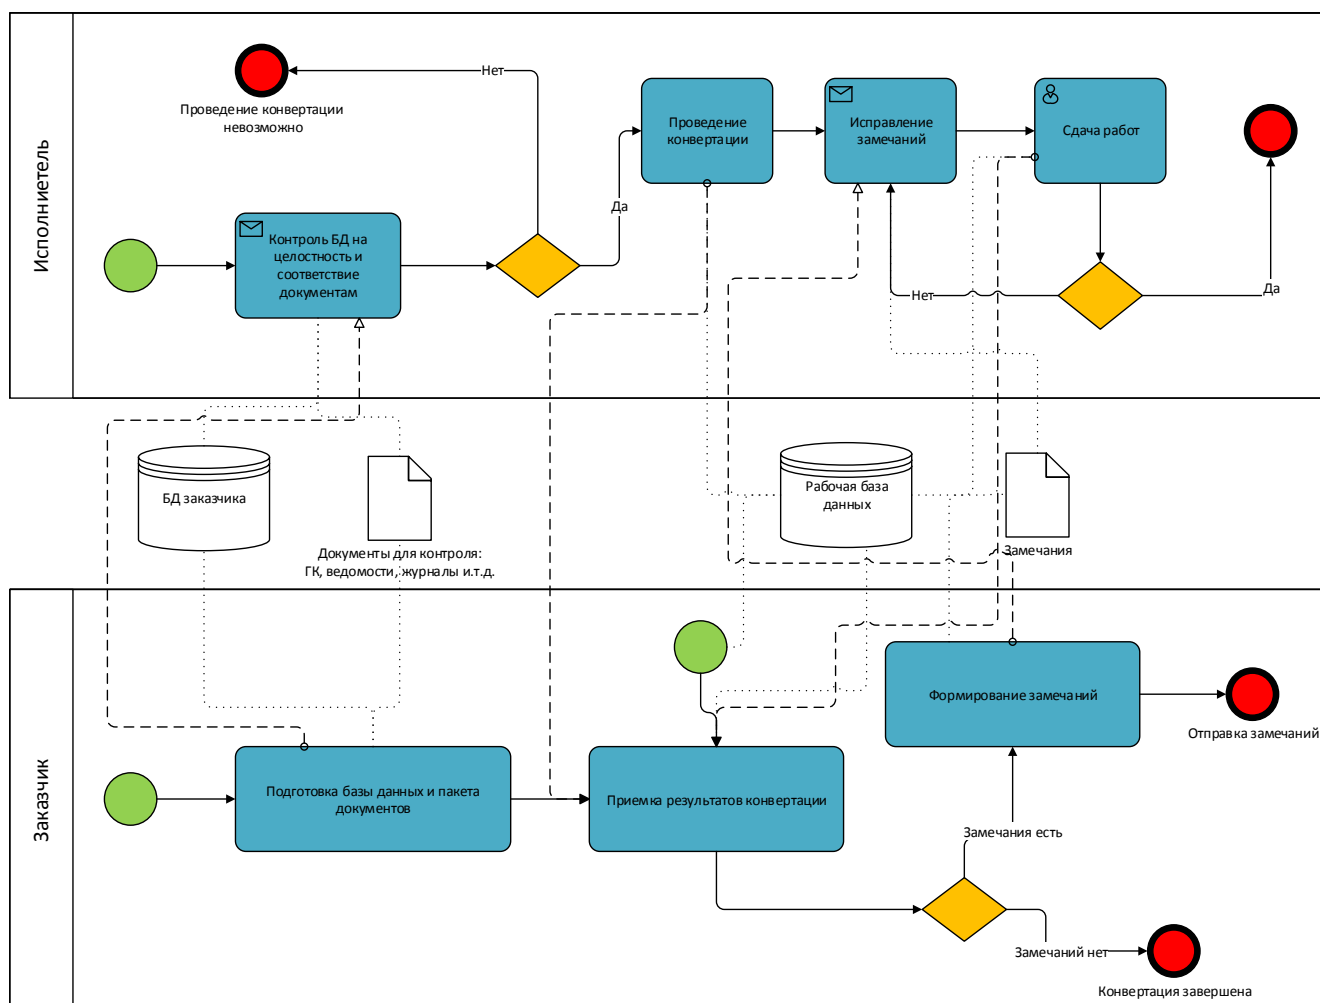 Исполниетель
Нет
Проведение конвертации
невозможно
Проведение
конвертации
Исправление
замечаний
Сдача работ
Да
Контроль БД на
целостность и
соответствие
документам
Нет
Да
БД заказчика
Документы для контроля:
ГК, ведомости, журналы и.т.д.
Рабочая база
данных
Замечания
Заказчик
Формирование замечаний
Отправка замечаний
Подготовка базы данных и пакета
документов
Приемка результатов конвертации
Замечания есть
Замечаний нет
Конвертация завершена